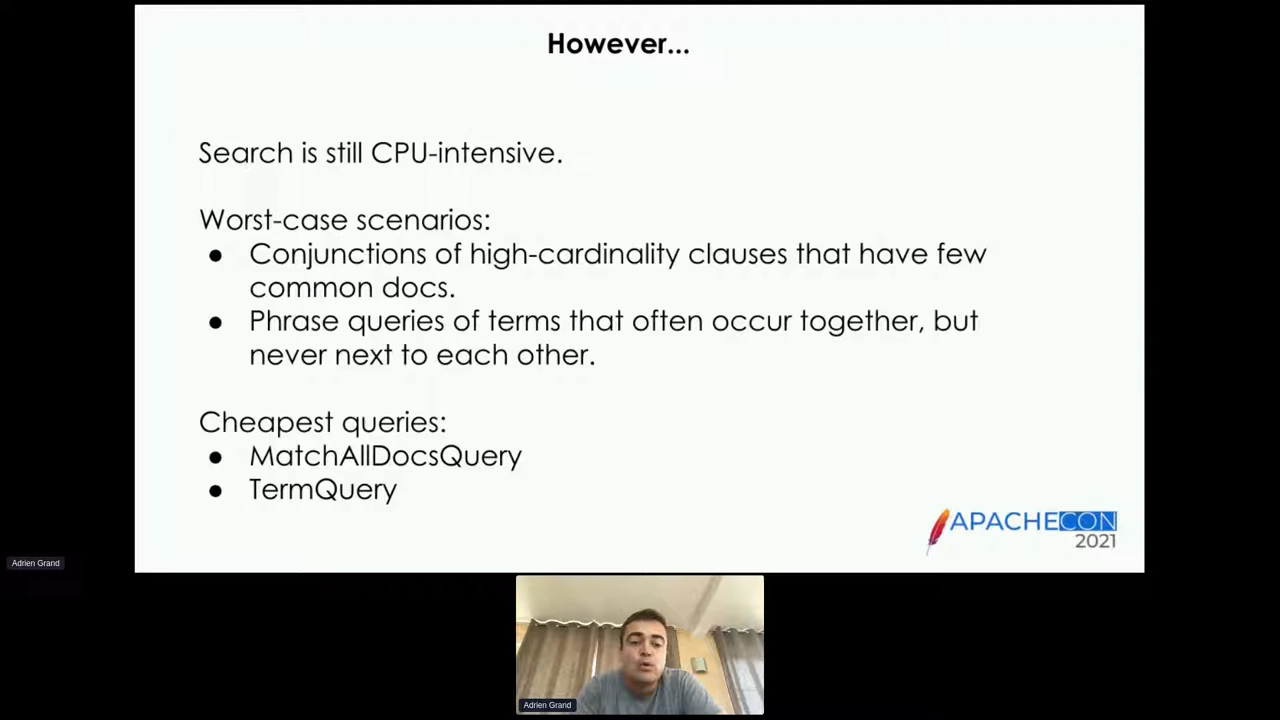 However...
Search is still CPU-intensive.
Worst-case scenarios:
● Conjunctions of high-cardinality clauses that have few
common docs.
● Phrase queries of terms that often occur together, but
never next to each other.
Cheapest queries:
● MatchAllDocsQuery
● TermQuery
APACHECON
2021
Adrien Grand
Adrien Grand